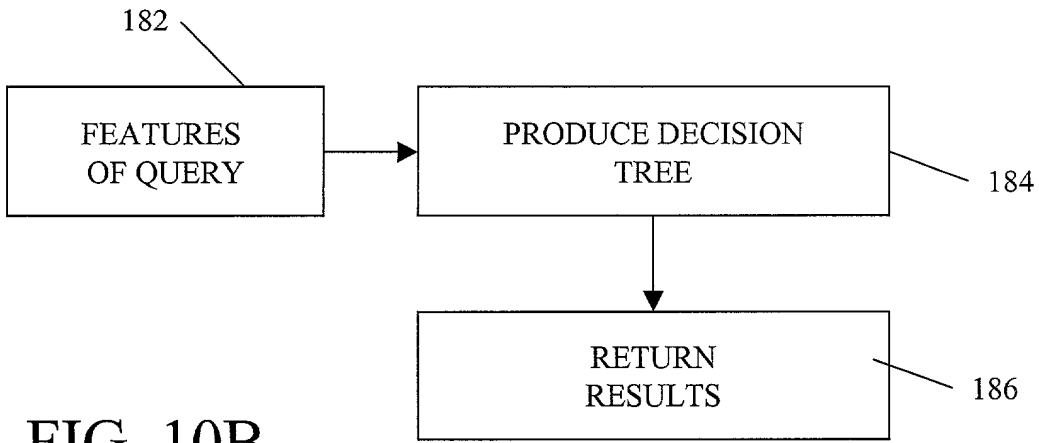 182
FEATURES
OF QUERY
PRODUCE DECISION
TREE
184
RETURN
RESULTS
186
FIG. 10B